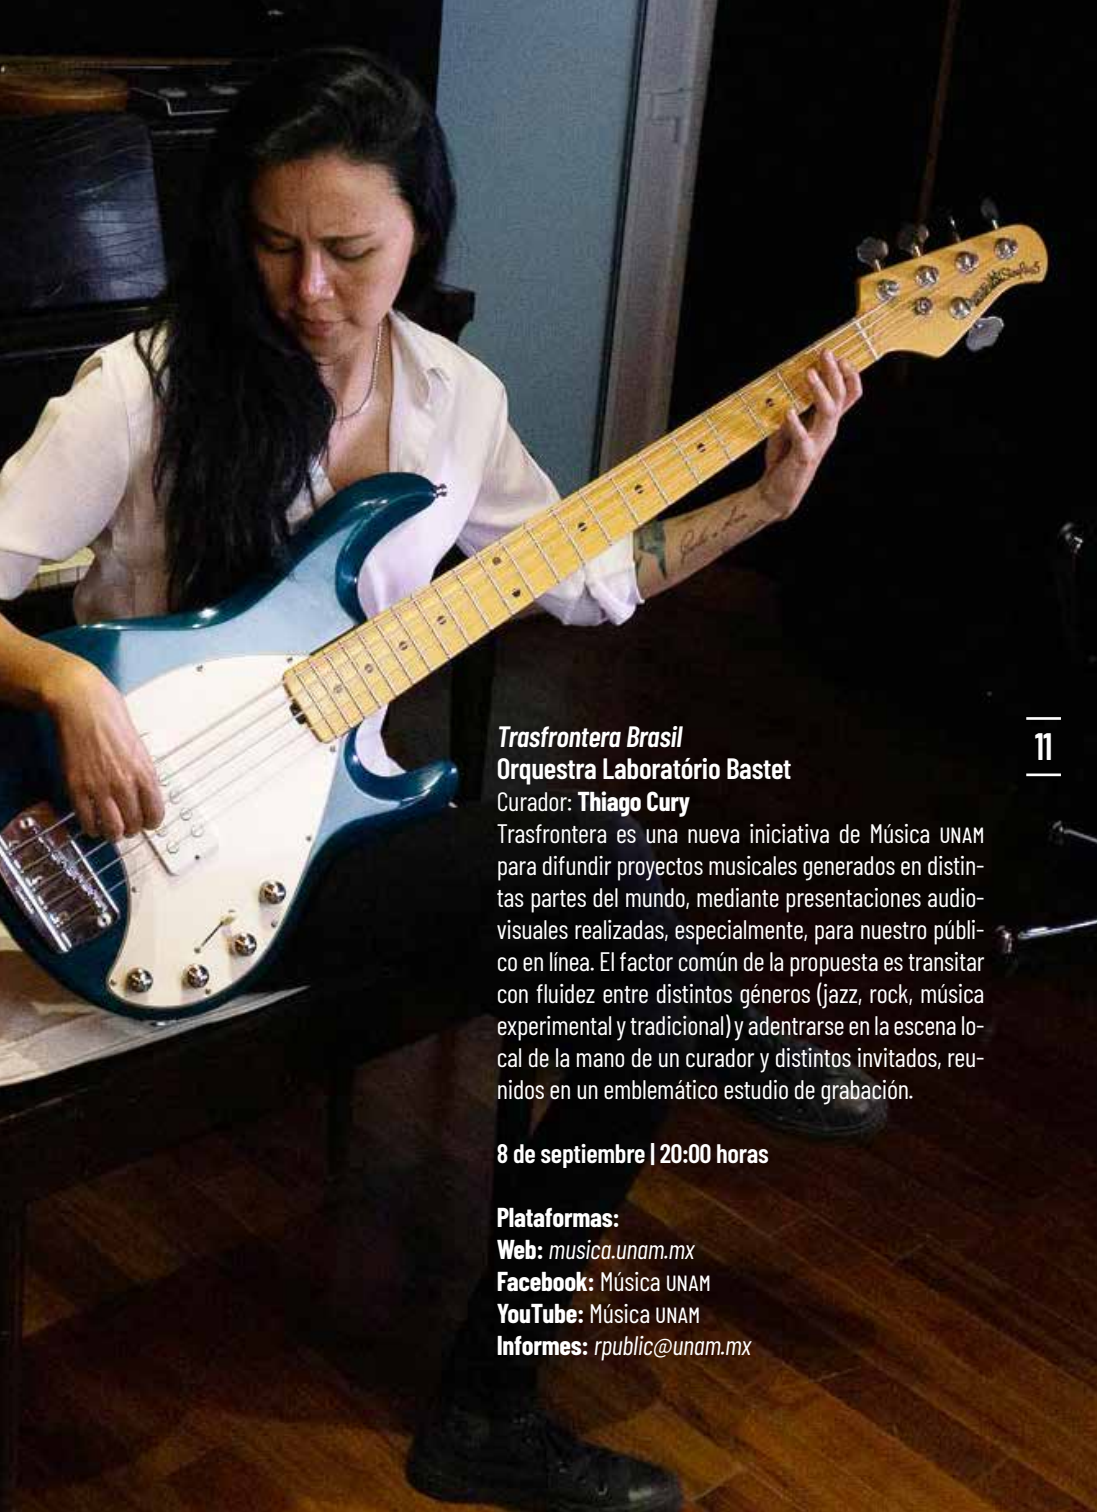 Trasfrontera Brasil
Orquestra Laboratório Bastet
Curador: Thiago Cury
Trasfrontera es una nueva iniciativa de Música UNAM
para difundir proyectos musicales generados en distin-
tas partes del mundo, mediante presentaciones audio-
visuales realizadas, especialmente, para nuestro públi-
co en línea. El factor común de la propuesta es transitar
con fluidez entre distintos géneros (jazz, rock, música
experimental y tradicional) y adentrarse en la escena lo-
cal de la mano de un curador y distintos invitados, reu-
nidos en un emblemático estudio de grabación.
8 de septiembre | 20:00 horas
Plataformas:
Web: musica.unam.mx
Facebook: Música UNAM
YouTube: Música UNAM
Informes: rpublic@unam.mx
11